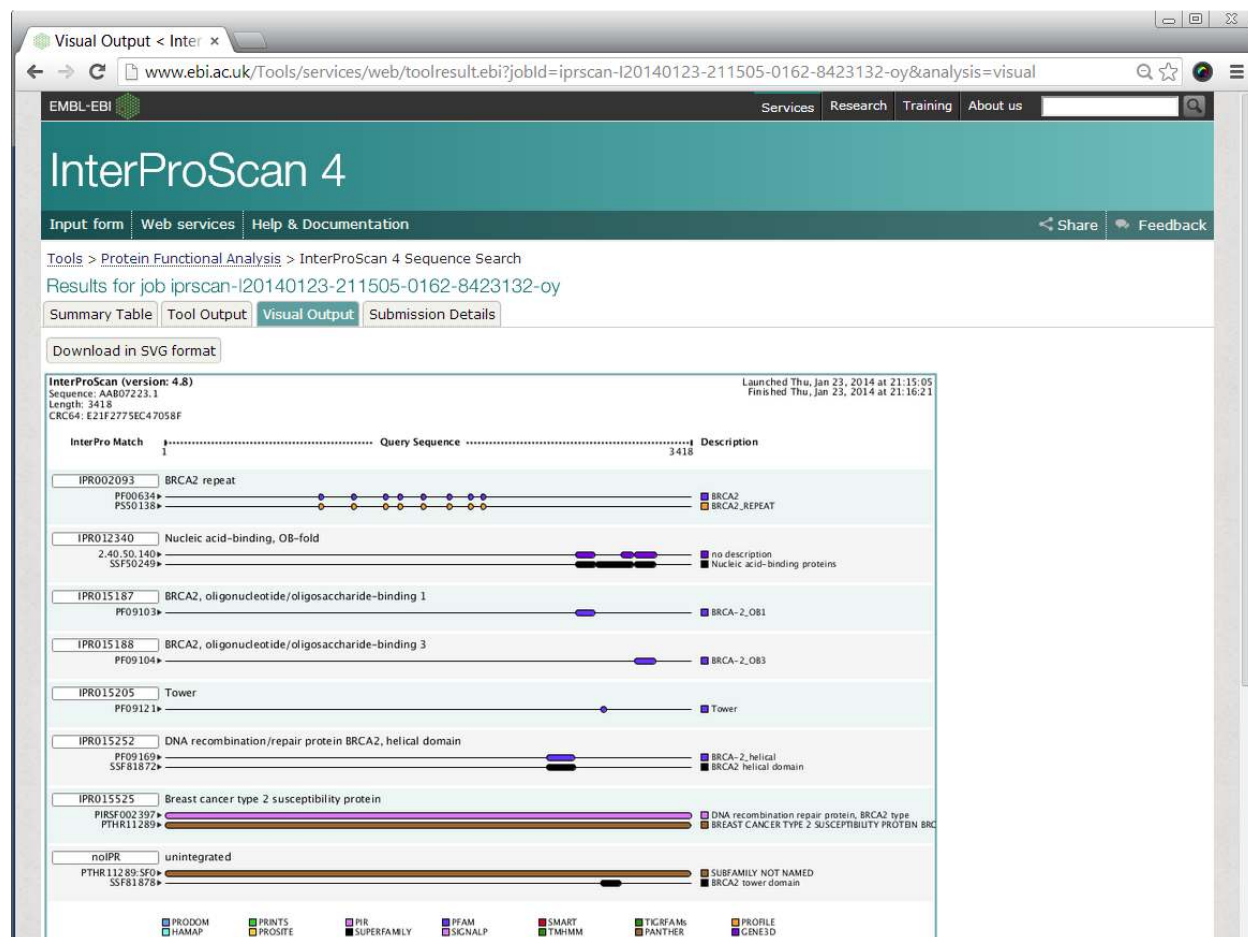 Visual Output < Inter ×
www.ebi.ac.uk/Tools/services/web/toolresult.ebi?jobId=iprscan-I20140123-211505-0162-8423132-oy&analysis=visual
EMBL-EBI
Services Research Training About us
InterProScan 4
Input form Web services Help & Documentation Share Feedback
Tools > Protein Functional Analysis > InterProScan 4 Sequence Search
Results for job iprscan-I20140123-211505-0162-8423132-oy
Summary Table Tool Output Visual Output Submission Details
Download in SVG format
InterProScan (version: 4.8) Launched Thu, Jan 23, 2014 at 21:15:05
Sequence: AAB07223.1 Finished Thu, Jan 23, 2014 at 21:16:21
Length: 3418
CRC64: E21F2775EC47058F
InterPro Match Query Sequence Description
1 3418
IPR002093 BRCA2 repeat
PF00634 BRCA2
PS50138 BRCA2_REPEAT
IPR012340 Nucleic acid-binding, OB-fold
2.40.50.140 no description
SSF50249 Nucleic acid-binding proteins
IPR015187 BRCA2, oligonucleotide/oligosaccharide-binding 1
PF09103 BRCA-2_OB1
IPR015188 BRCA2, oligonucleotide/oligosaccharide-binding 3
PF09104 BRCA-2_OB3
IPR015205 Tower
PF09121 Tower
IPR015252 DNA recombination/repair protein BRCA2, helical domain
PF09169 BRCA-2_helical
SSF81872 BRCA2 helical domain
IPR015525 Breast cancer type 2 susceptibility protein
PIRSF002397 DNA recombination repair protein, BRCA2 type
PTHR11289 BREAST CANCER TYPE 2 SUSCEPTIBILITY PROTEIN BRC
noIPR unintegrated
PTHR11289:SF0 SUBFAMILY NOT NAMED
SSF81878 BRCA2 tower domain
PRODOM PRINTS PIR PFAM SMART TIGRFAMs PROFILE
HAMAP PROSITE SUPERFAMILY SIGNALP TMHMM PANTHER GENE3D